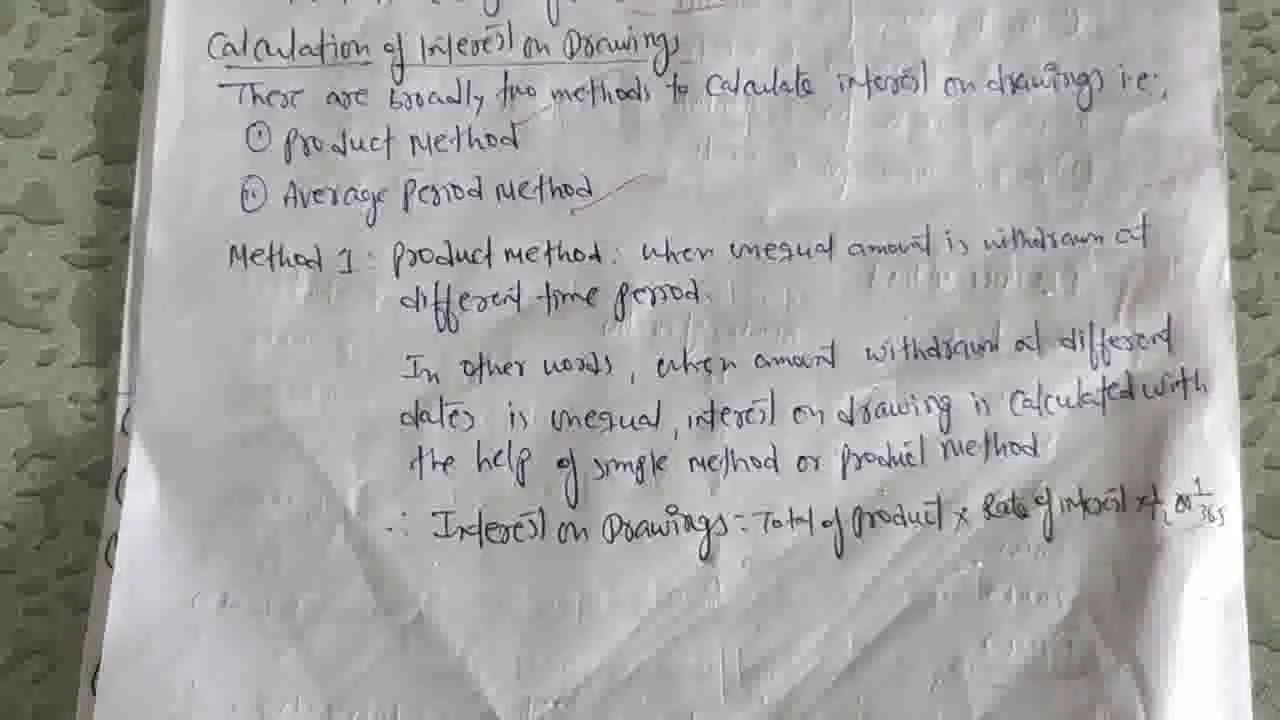 Calculation of Interest on Drawings
There are broadly two methods to calculate interest on drawings i.e;
(i) Product Method
(ii) Average Period Method
Method 1: Product method: when unequal amount is withdrawn at
different time period.
In other words, when amount withdrawn at different
dates is unequal, interest on drawing is calculated with
the help of simple method or product method
∴ Interest on Drawings = Total of product × Rate of interest × 1/12 or 1/365